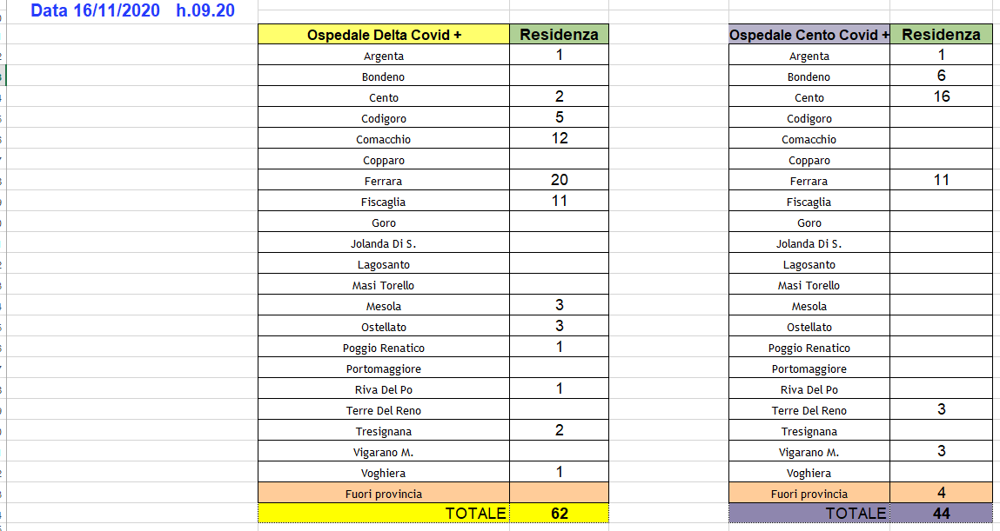 Data 16/11/2020 h.09.20
Ospedale Delta Covid + Residenza Ospedale Cento Covid + Residenza
Argenta 1 Argenta 1
Bondeno Bondeno 6
Cento 2 Cento 16
Codigoro 5 Codigoro
Comacchio 12 Comacchio
Copparo Copparo
Ferrara 20 Ferrara 11
Fiscaglia 11 Fiscaglia
Goro Goro
Jolanda Di S. Jolanda Di S.
Lagosanto Lagosanto
Masi Torello Masi Torello
Mesola 3 Mesola
Ostellato 3 Ostellato
Poggio Renatico 1 Poggio Renatico
Portomaggiore Portomaggiore
Riva Del Po 1 Riva Del Po
Terre Del Reno Terre Del Reno 3
Tresignana 2 Tresignana
Vigarano M. Vigarano M. 3
Voghiera 1 Voghiera
Fuori provincia Fuori provincia 4
TOTALE 62 TOTALE 44